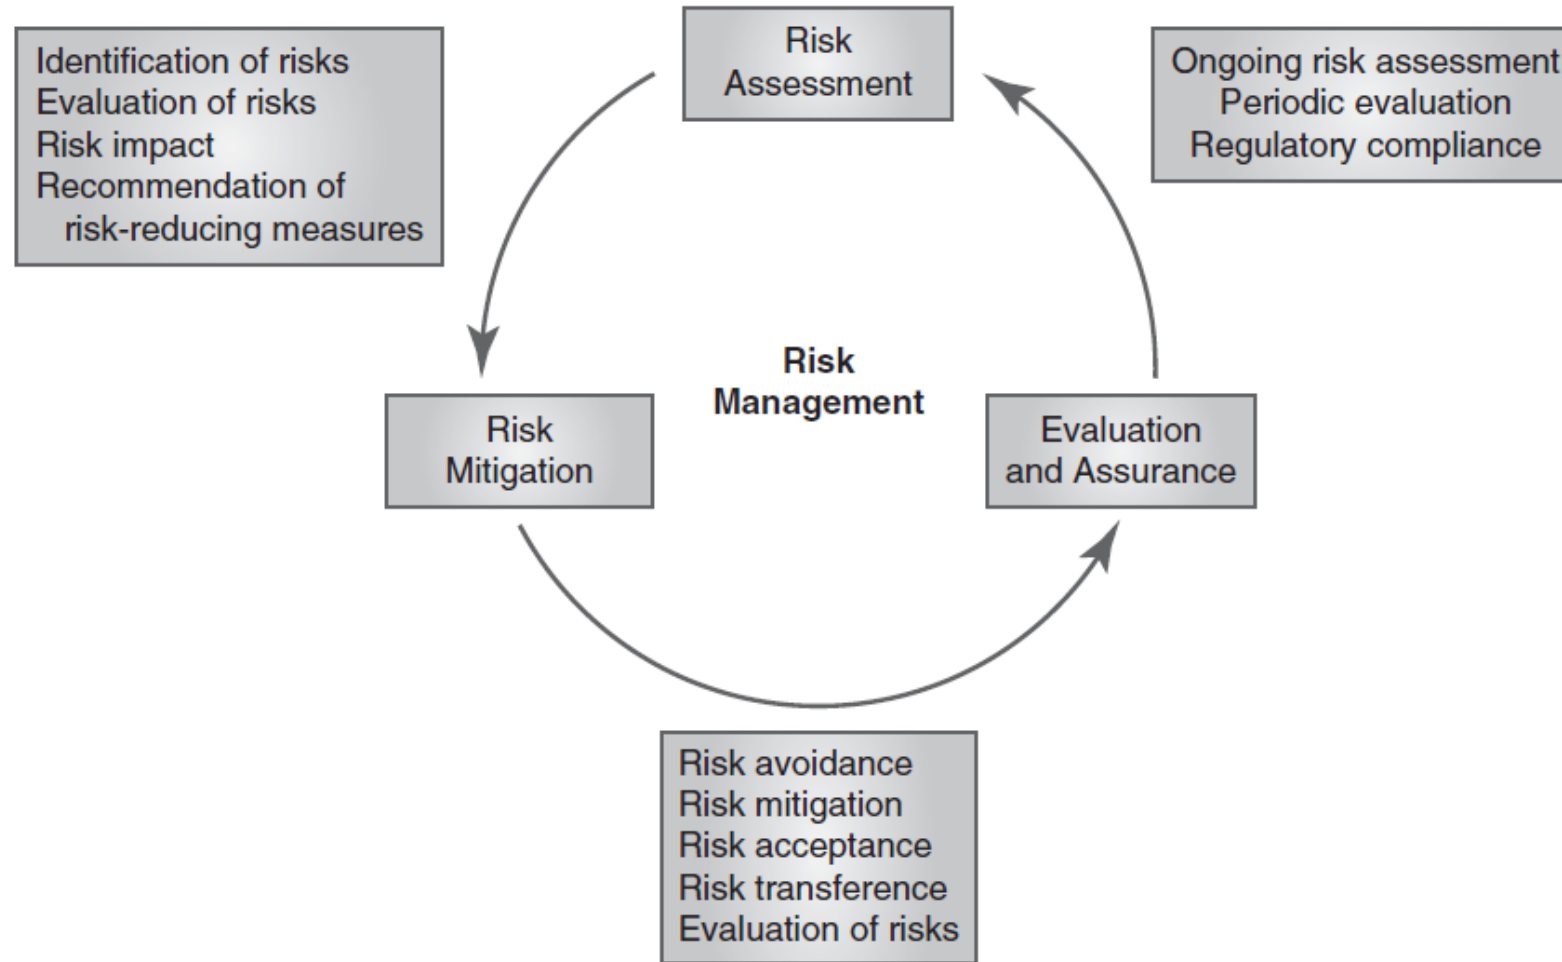 Risk
Assessment
Identification of risks
Evaluation of risks
Risk impact
Recommendation of
risk-reducing measures
Ongoing risk assessment
Periodic evaluation
Regulatory compliance
Risk
Management
Risk
Mitigation
Evaluation
and Assurance
Risk avoidance
Risk mitigation
Risk acceptance
Risk transference
Evaluation of risks